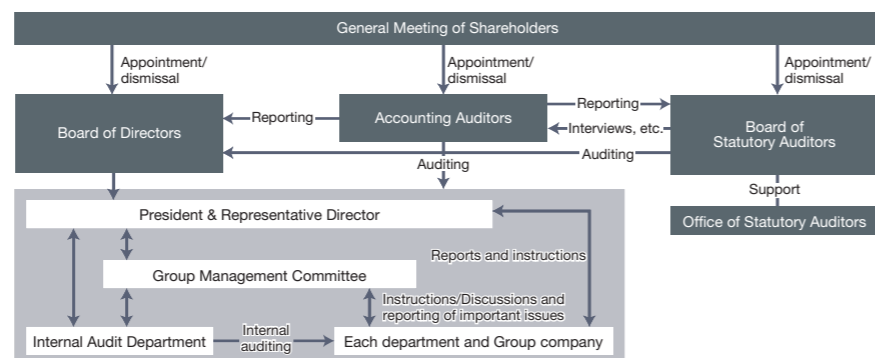 General Meeting of Shareholders
Appointment/
dismissal
Appointment/
dismissal
Appointment/
dismissal
Board of Directors
Reporting
Accounting Auditors
Reporting
Interviews, etc.
Board of
Statutory Auditors
Auditing
Auditing
Support
President & Representative Director
Office of Statutory Auditors
Reports and instructions
Group Management Committee
Instructions/Discussions and
reporting of important issues
Internal Audit Department
Internal
auditing
Each department and Group company